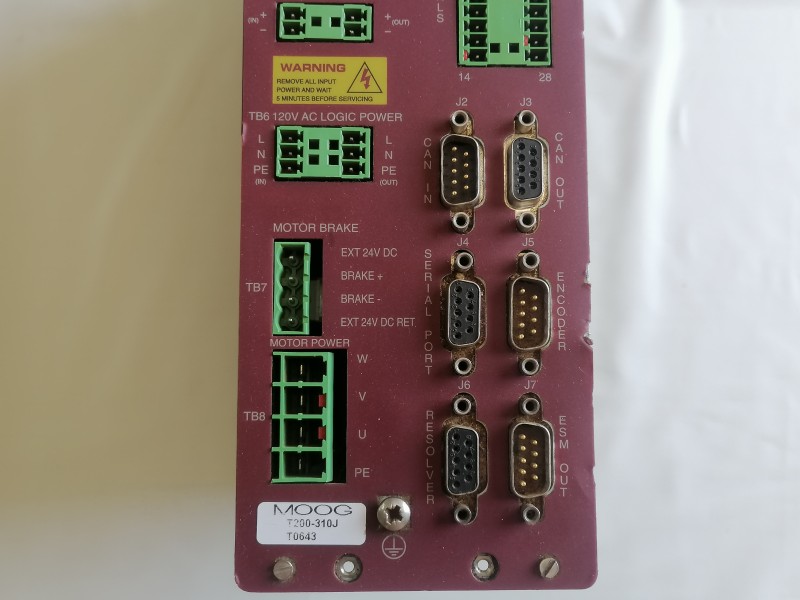 (IN) + + (OUT)
- -
LS
14 28
WARNING
REMOVE ALL INPUT
POWER AND WAIT
5 MINUTES BEFORE SERVICING
TB6 120V AC LOGIC POWER
L L
N N
PE PE
(IN) (OUT)
J2 J3
CAN IN
CAN OUT
MOTOR BRAKE
TB7
EXT 24V DC
BRAKE +
BRAKE -
EXT 24V DC RET.
J4 J5
SERIAL PORT
ENCODER
MOTOR POWER
TB8
W
V
U
PE
J6 J7
RESOLVER
ESM OUT
MOOG
T200-310J
T0643